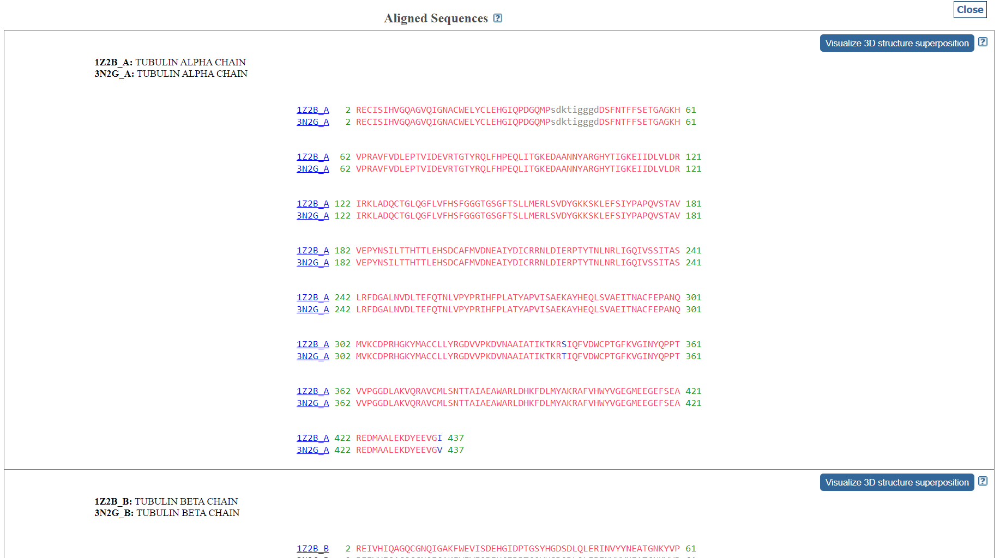 Close
Aligned Sequences ?
Visualize 3D structure superposition ?
1Z2B_A: TUBULIN ALPHA CHAIN
3N2G_A: TUBULIN ALPHA CHAIN
1Z2B_A 2 RECISIHVGQAGVQIGNACWELYCLEHGIQPDGQMPsdktigggdDSFNTFFSETGAGKH 61
3N2G_A 2 RECISIHVGQAGVQIGNACWELYCLEHGIQPDGQMPsdktigggdDSFNTFFSETGAGKH 61
1Z2B_A 62 VPRAVFVDLEPTVIDEVRTGTYRQLFHPEQLITGKEDAANNYARGHYTIGKEIIDLVLDR 121
3N2G_A 62 VPRAVFVDLEPTVIDEVRTGTYRQLFHPEQLITGKEDAANNYARGHYTIGKEIIDLVLDR 121
1Z2B_A 122 IRKLADQCTGLQGFLVFHSFGGGTGSGFTSLLMERLSVDYGKKSKLEFSIYPAPQVSTAV 181
3N2G_A 122 IRKLADQCTGLQGFLVFHSFGGGTGSGFTSLLMERLSVDYGKKSKLEFSIYPAPQVSTAV 181
1Z2B_A 182 VEPYNSILTTHTTLEHSDCAFMVDNEAIYDICRRNLDIERPTYTNLNRLIGQIVSSITAS 241
3N2G_A 182 VEPYNSILTTHTTLEHSDCAFMVDNEAIYDICRRNLDIERPTYTNLNRLIGQIVSSITAS 241
1Z2B_A 242 LRFDGALNVDLTEFQTNLVPYPRIHFPLATYAPVISAEKAYHEQLSVAEITNACFEPANQ 301
3N2G_A 242 LRFDGALNVDLTEFQTNLVPYPRIHFPLATYAPVISAEKAYHEQLSVAEITNACFEPANQ 301
1Z2B_A 302 MVKCDPRHGKYMACCLLYRGDVVPKDVNAAIATIKTKRSIQFVDWCPTGFKVGINYQPPT 361
3N2G_A 302 MVKCDPRHGKYMACCLLYRGDVVPKDVNAAIATIKTKRTIQFVDWCPTGFKVGINYQPPT 361
1Z2B_A 362 VVPGGDLAKVQRAVCMLSNTTAIAEAWARLDHKFDLMYAKRAFVHWYVGEGMEEGEFSEA 421
3N2G_A 362 VVPGGDLAKVQRAVCMLSNTTAIAEAWARLDHKFDLMYAKRAFVHWYVGEGMEEGEFSEA 421
1Z2B_A 422 REDMAALEKDYEEVGI 437
3N2G_A 422 REDMAALEKDYEEVGV 437
Visualize 3D structure superposition ?
1Z2B_B: TUBULIN BETA CHAIN
3N2G_B: TUBULIN BETA CHAIN
1Z2B_B 2 REIVHIQAGQCGNQIGAKFWEVISDEHGIDPTGSYHGDSDLQLERINVYYNEATGNKYVP 61